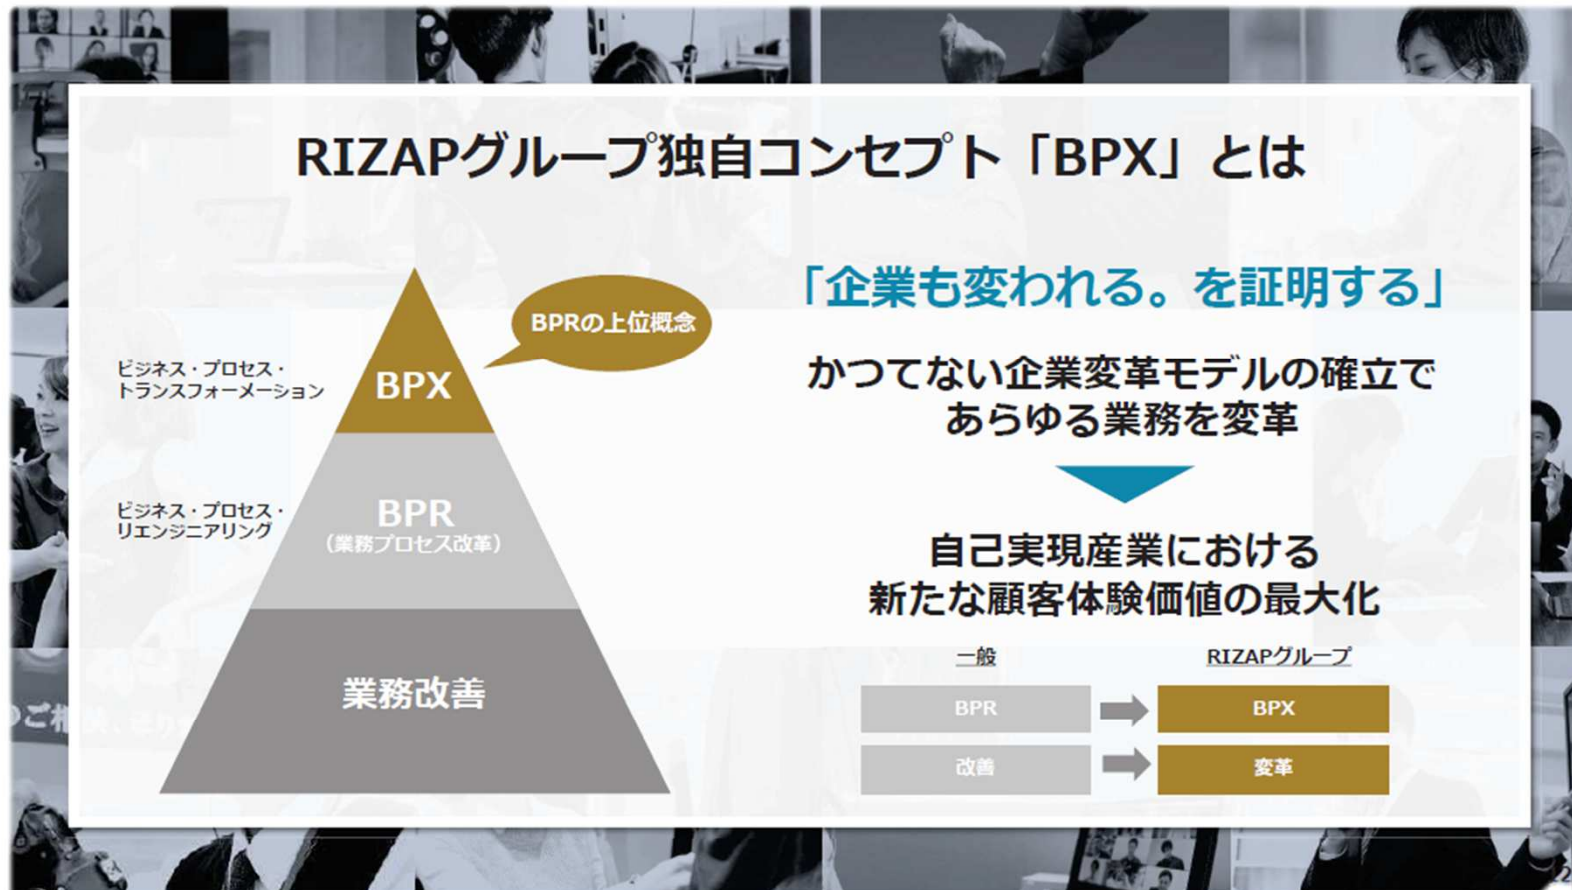 RIZAPグループ独自コンセプト「BPX」とは
BPRの上位概念
ビジネス・プロセス・
トランスフォーメーション
BPX
ビジネス・プロセス・
リエンジニアリング
BPR
（業務プロセス改革）
業務改善
「企業も変われる。を証明する」
かつてない企業変革モデルの確立で
あらゆる業務を変革
自己実現産業における
新たな顧客体験価値の最大化
一般
RIZAPグループ
BPR
BPX
改善
変革